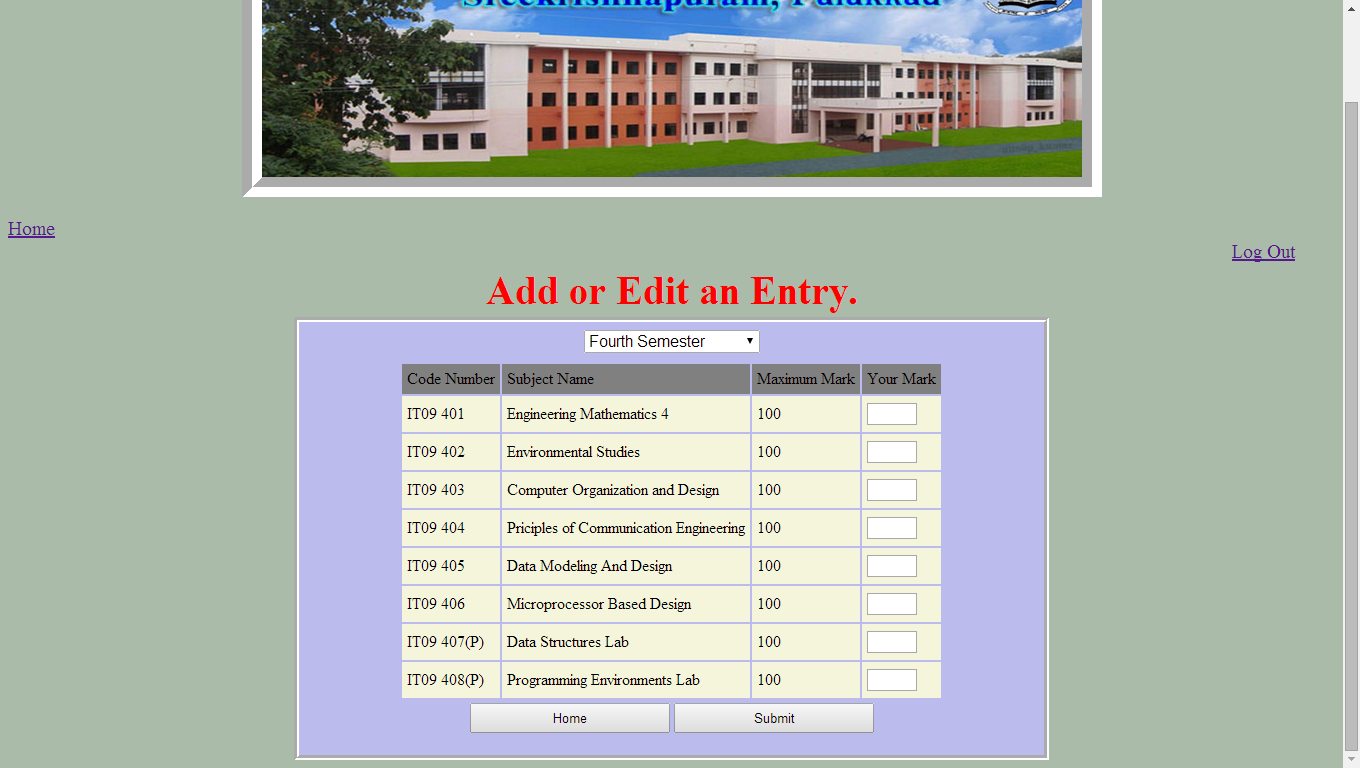 Sreekrishnapuram, Palakkad
Home
Log Out
Add or Edit an Entry.
Fourth Semester
Code Number Subject Name Maximum Mark Your Mark
IT09 401 Engineering Mathematics 4 100
IT09 402 Environmental Studies 100
IT09 403 Computer Organization and Design 100
IT09 404 Priciples of Communication Engineering 100
IT09 405 Data Modeling And Design 100
IT09 406 Microprocessor Based Design 100
IT09 407(P) Data Structures Lab 100
IT09 408(P) Programming Environments Lab 100
Home Submit